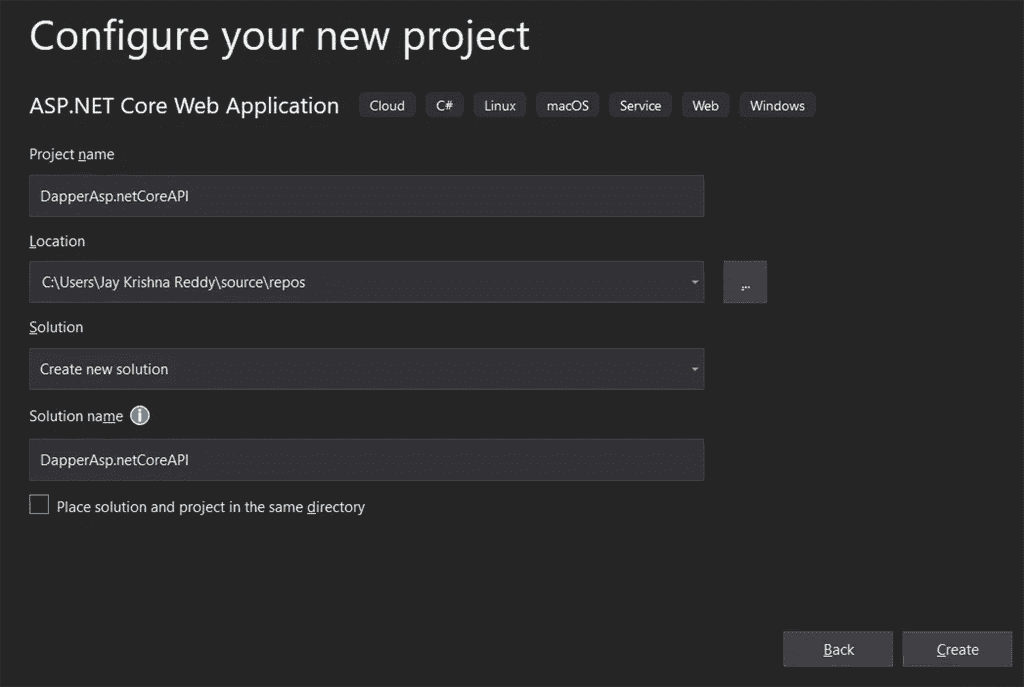 Configure your new project
ASP.NET Core Web Application Cloud C# Linux macOS Service Web Windows
Project name
DapperAsp.netCoreAPI
Location
C:\Users\Jay Krishna Reddy\source\repos
...
Solution
Create new solution
Solution name
DapperAsp.netCoreAPI
Place solution and project in the same directory
Back Create